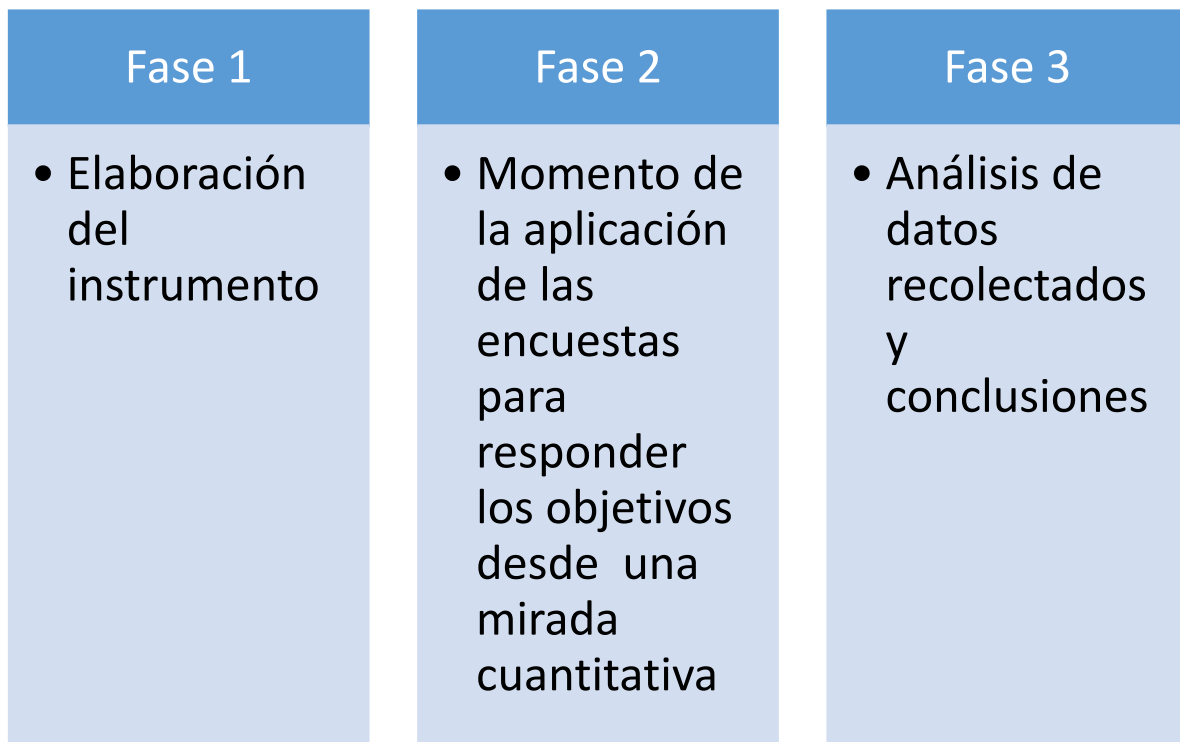 Fase 1
• Elaboración
del
instrumento
Fase 2
• Momento de
la aplicación
de las
encuestas
para
responder
los objetivos
desde  una
mirada
cuantitativa
Fase 3
• Análisis de
datos
recolectados
y
conclusiones